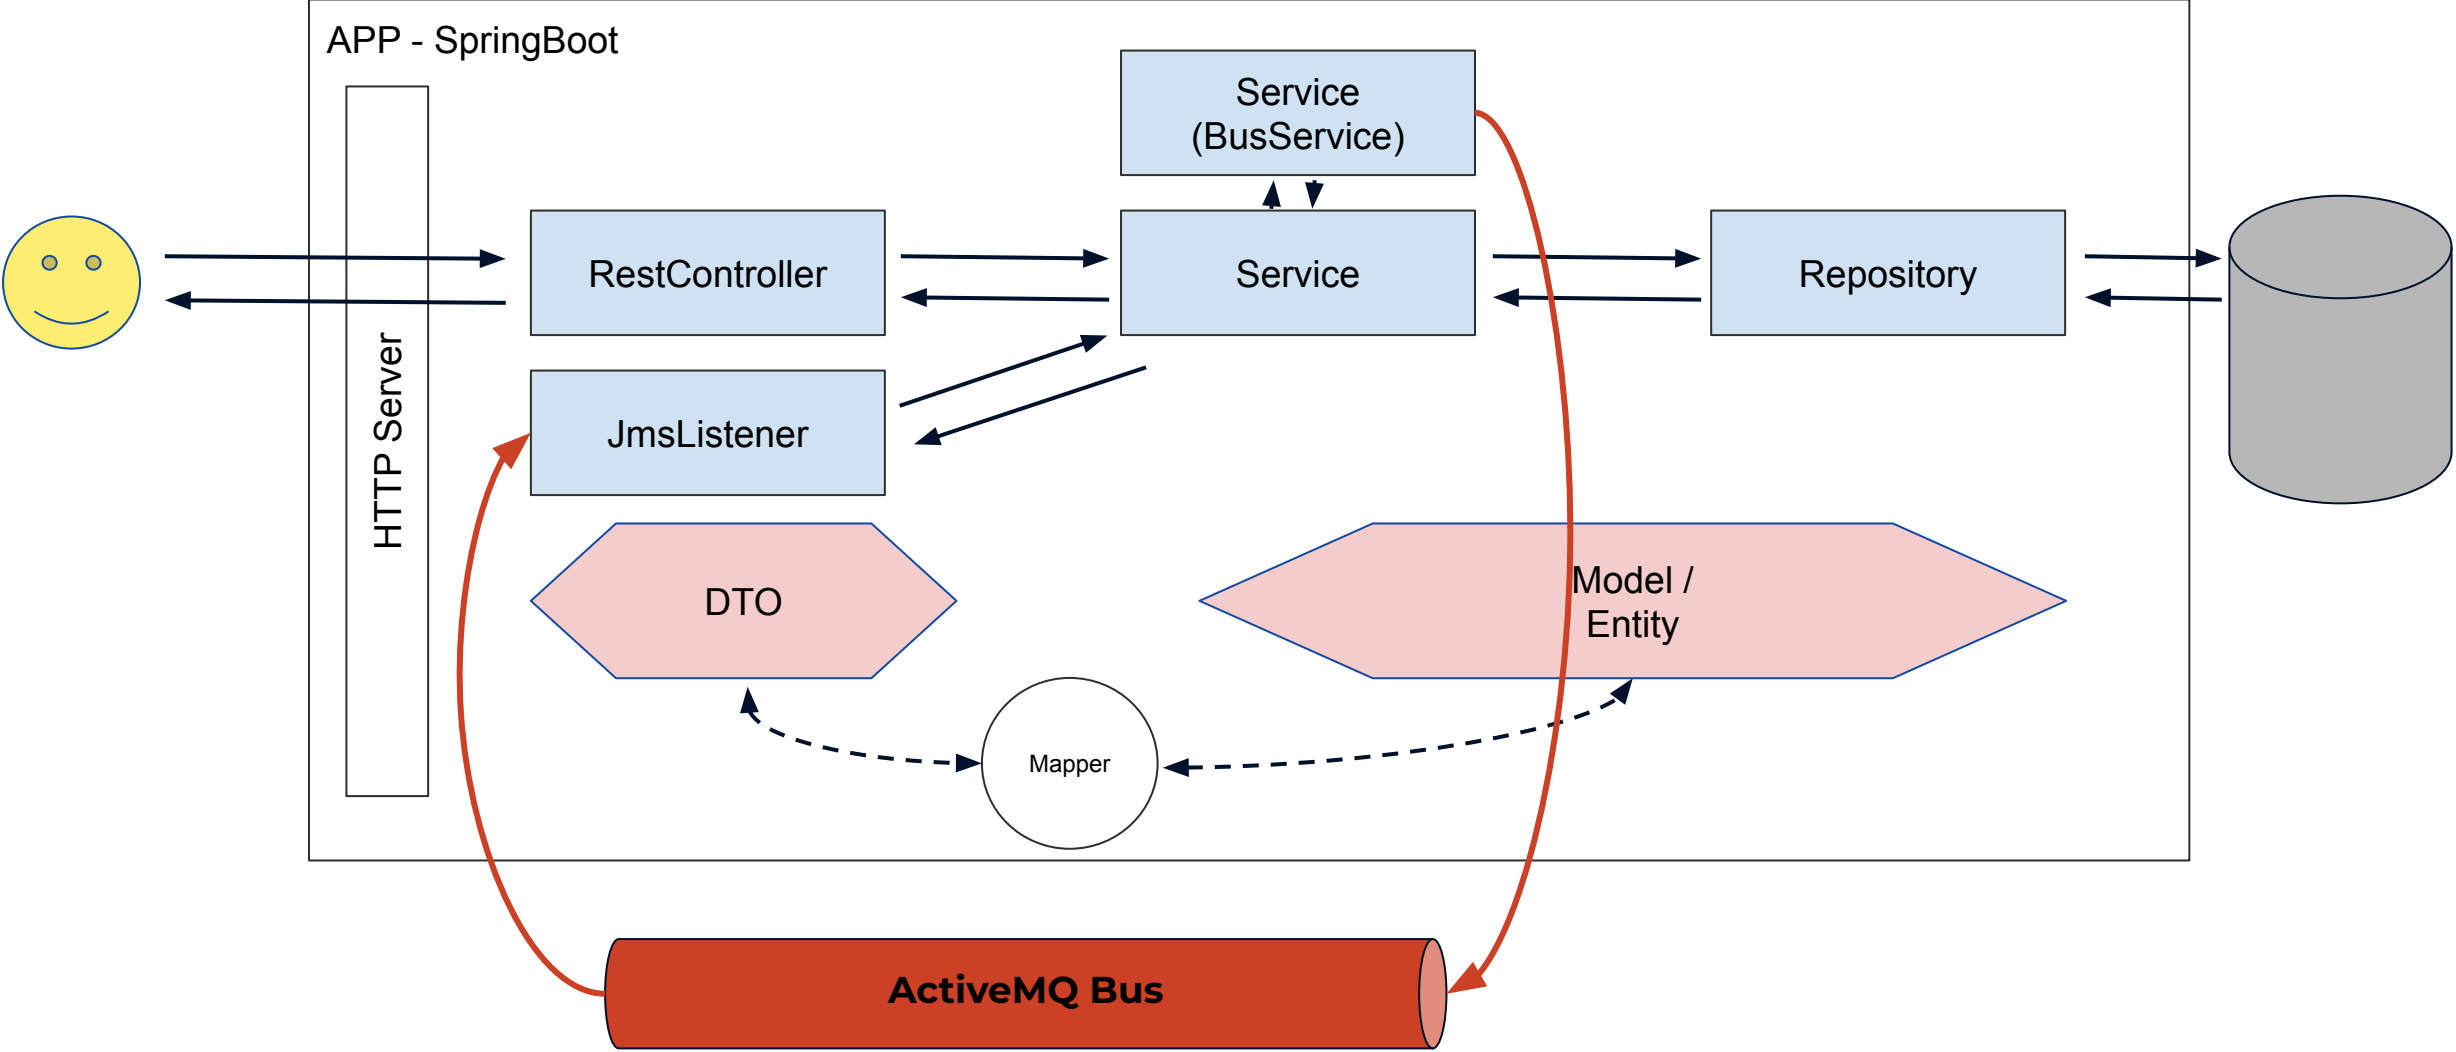 APP - SpringBoot
Service
(BusService)
RestController
Service
Repository
HTTP Server
JmsListener
DTO
Model /
Entity
Mapper
ActiveMQ Bus